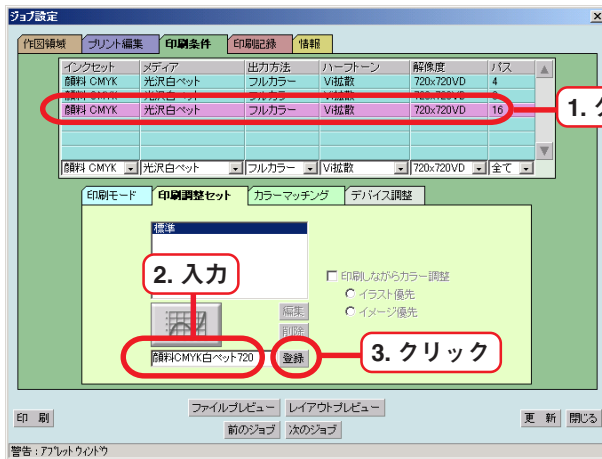 ジョブ設定
作図領域 プリント編集 印刷条件 印刷記録 情報
インクセット メディア 出力方法 ハーフトーン 解像度 パス
顔料 CMYK 光沢白ペット フルカラー Vi拡散 720x720VD 4
顔料 CMYK 光沢白ペット フルカラー Vi拡散 720x720VD 16
1.
顔料 CMYK 光沢白ペット フルカラー Vi拡散 720x720VD 全て
印刷モード 印刷調整セット カラーマッチング デバイス調整
標準
2. 入力
印刷しながらカラー調整
イラスト優先
編集 イメージ優先
削除
顔料CMYK白ペット720 登録
3. クリック
ファイルプレビュー レイアウトプレビュー
印 刷 更 新 閉じる
前のジョブ 次のジョブ
警告 : アプレット ウィンドウ